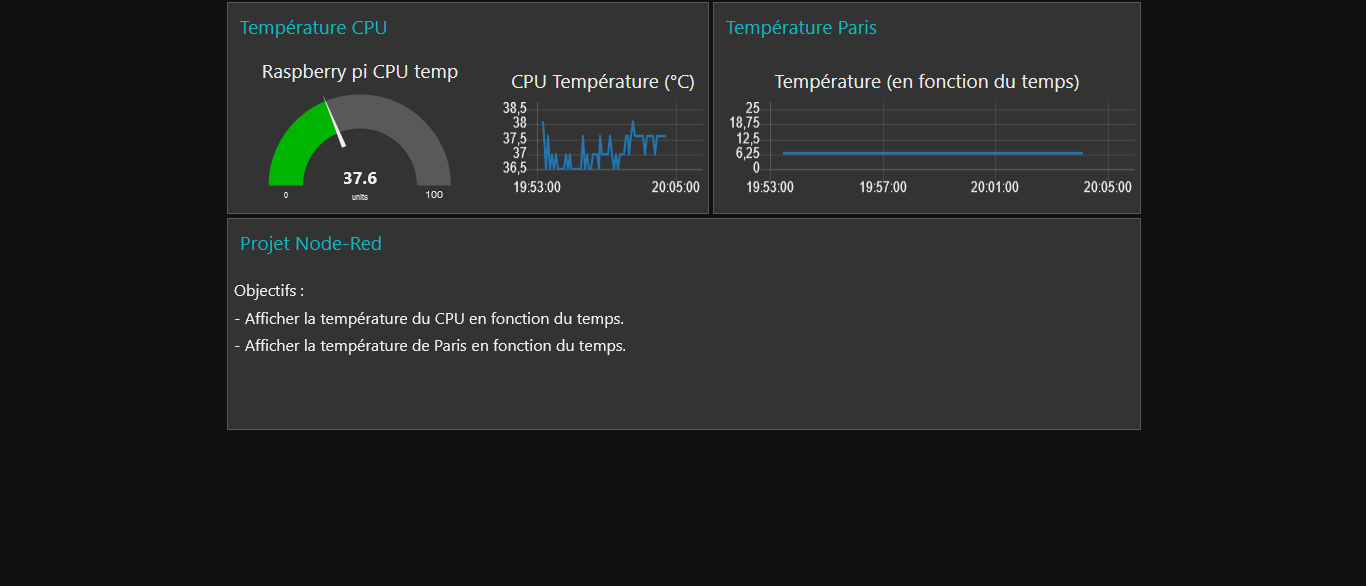 Température CPU
Raspberry pi CPU temp
37.6
units
0
100
CPU Température (°C)
38,5
38
37,5
37
36,5
19:53:00
20:05:00
Température Paris
Température (en fonction du temps)
25
18,75
12,5
6,25
0
19:53:00
19:57:00
20:01:00
20:05:00
Projet Node-Red
Objectifs :
- Afficher la température du CPU en fonction du temps.
- Afficher la température de Paris en fonction du temps.